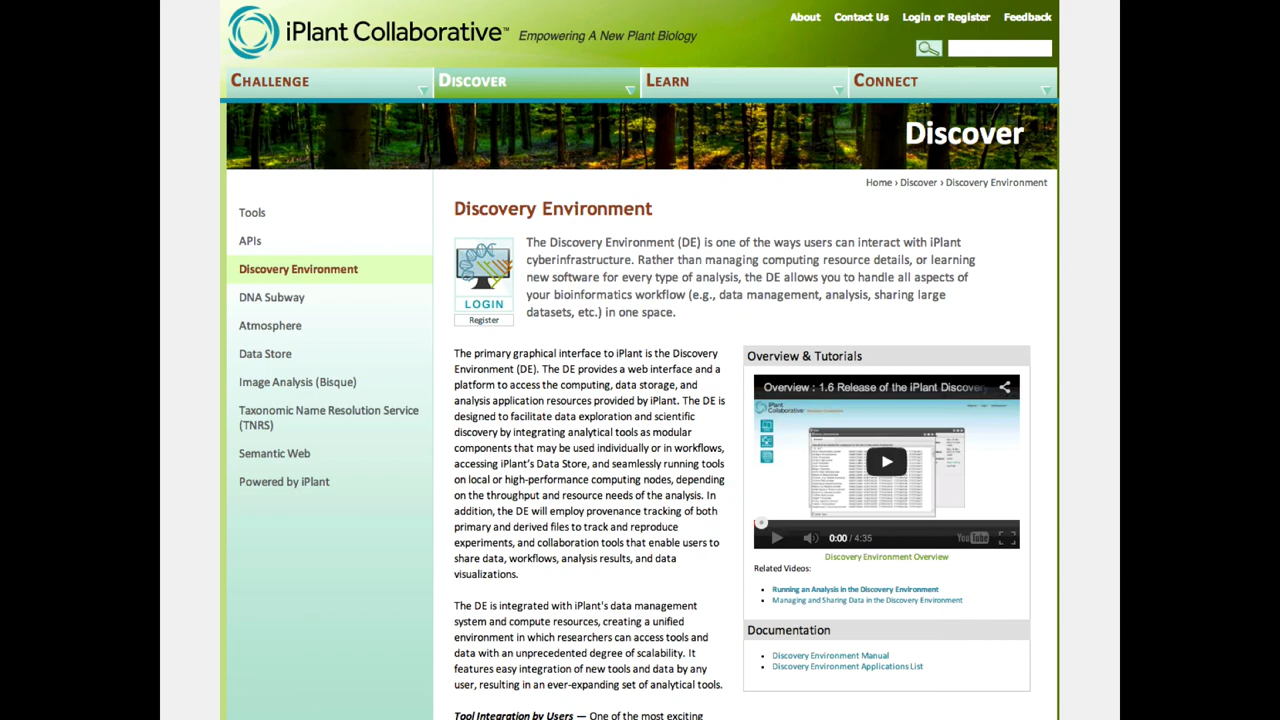 About Contact Us Login or Register Feedback
iPlant Collaborative™ Empowering A New Plant Biology
CHALLENGE DISCOVER LEARN CONNECT
Discover
Home › Discover › Discovery Environment
Tools
APIs
Discovery Environment
DNA Subway
Atmosphere
Data Store
Image Analysis (Bisque)
Taxonomic Name Resolution Service
(TNRS)
Semantic Web
Powered by iPlant
Discovery Environment
LOGIN
Register
The Discovery Environment (DE) is one of the ways users can interact with iPlant
cyberinfrastructure. Rather than managing computing resource details, or learning
new software for every type of analysis, the DE allows you to handle all aspects of
your bioinformatics workflow (e.g., data management, analysis, sharing large
datasets, etc.) in one space.
The primary graphical interface to iPlant is the Discovery
Environment (DE). The DE provides a web interface and a
platform to access the computing, data storage, and
analysis application resources provided by iPlant. The DE is
designed to facilitate data exploration and scientific
discovery by integrating analytical tools as modular
components that may be used individually or in workflows,
accessing iPlant's Data Store, and seamlessly running tools
on local or high-performance computing nodes, depending
on the throughput and resource needs of the analysis. In
addition, the DE will employ provenance tracking of both
primary and derived files to track and reproduce
experiments, and collaboration tools that enable users to
share data, workflows, analysis results, and data
visualizations.
The DE is integrated with iPlant's data management
system and compute resources, creating a unified
environment in which researchers can access tools and
data with an unprecedented degree of scalability. It
features easy integration of new tools and data by any
user, resulting in an ever-expanding set of analytical tools.
Tool Integration by Users — One of the most exciting
Overview & Tutorials
Overview : 1.6 Release of the iPlant Discovery
iPlant Collaborative
0:00 / 4:35
YouTube
Discovery Environment Overview
Related Videos:
• Running an Analysis in the Discovery Environment
• Managing and Sharing Data in the Discovery Environment
Documentation
• Discovery Environment Manual
• Discovery Environment Applications List